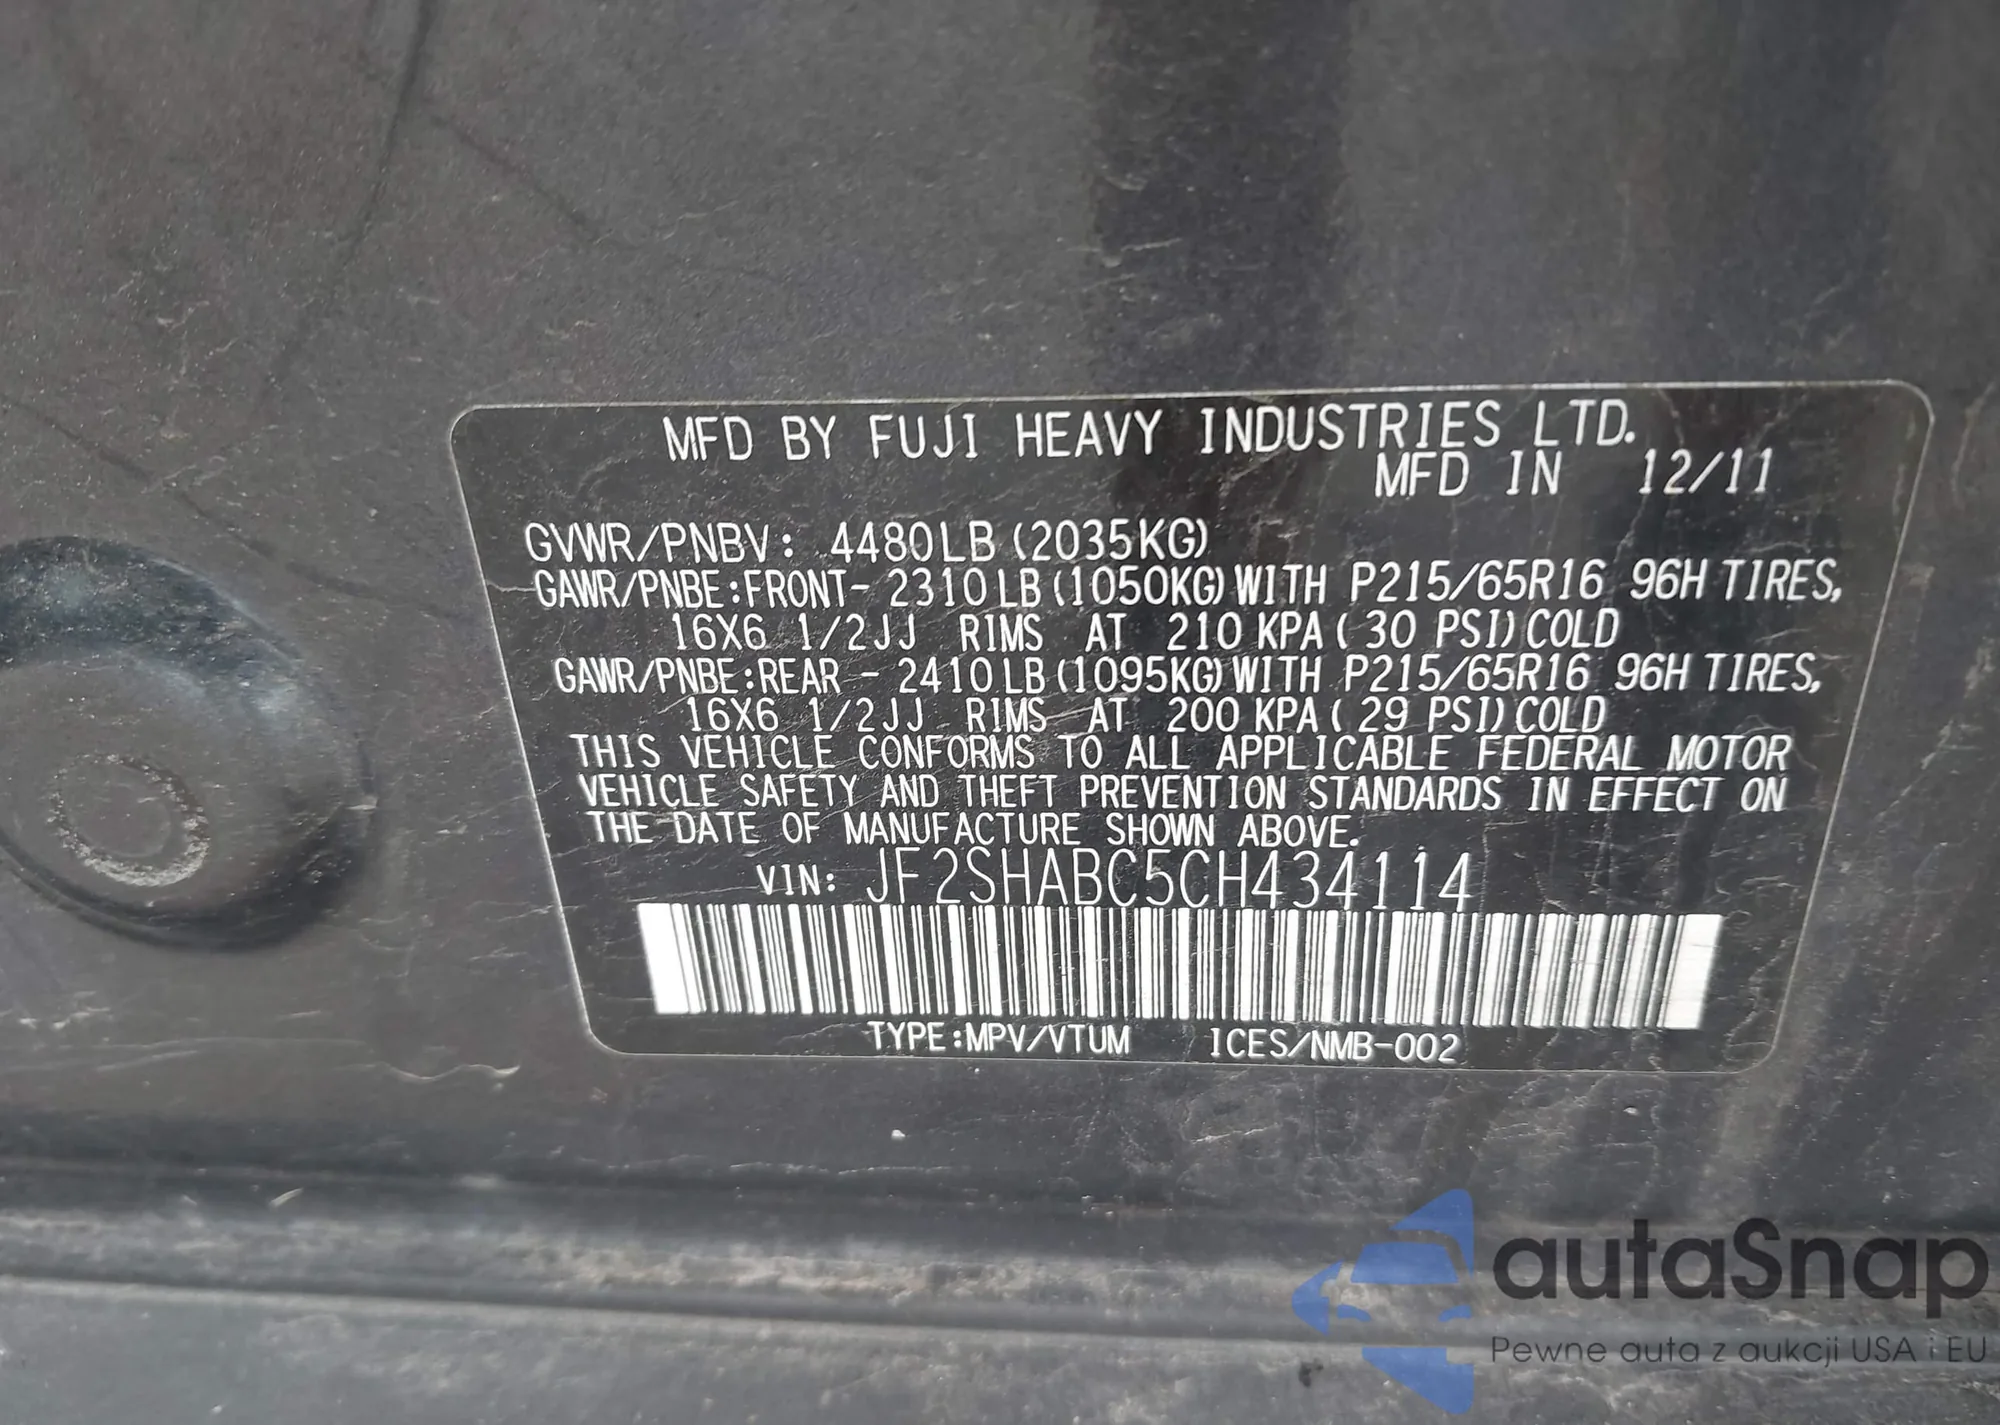 MFD BY FUJI HEAVY INDUSTRIES LTD.
MFD IN 12/11
GVWR/PNBV: 4480LB (2035KG)
GAWR/PNBE:FRONT- 2310LB (1050KG) WITH P215/65R16 96H TIRES,
16X6 1/2JJ RIMS AT 210 KPA ( 30 PSI) COLD
GAWR/PNBE:REAR - 2410LB (1095KG) WITH P215/65R16 96H TIRES,
16X6 1/2JJ RIMS AT 200 KPA ( 29 PSI) COLD
THIS VEHICLE CONFORMS TO ALL APPLICABLE FEDERAL MOTOR
VEHICLE SAFETY AND THEFT PREVENTION STANDARDS IN EFFECT ON
THE DATE OF MANUFACTURE SHOWN ABOVE.
VIN: JF2SHABC5CH434114
TYPE:MPV/VTUM ICES/NMB-002
autaSnap
Pewne auta z aukcji USA i EU